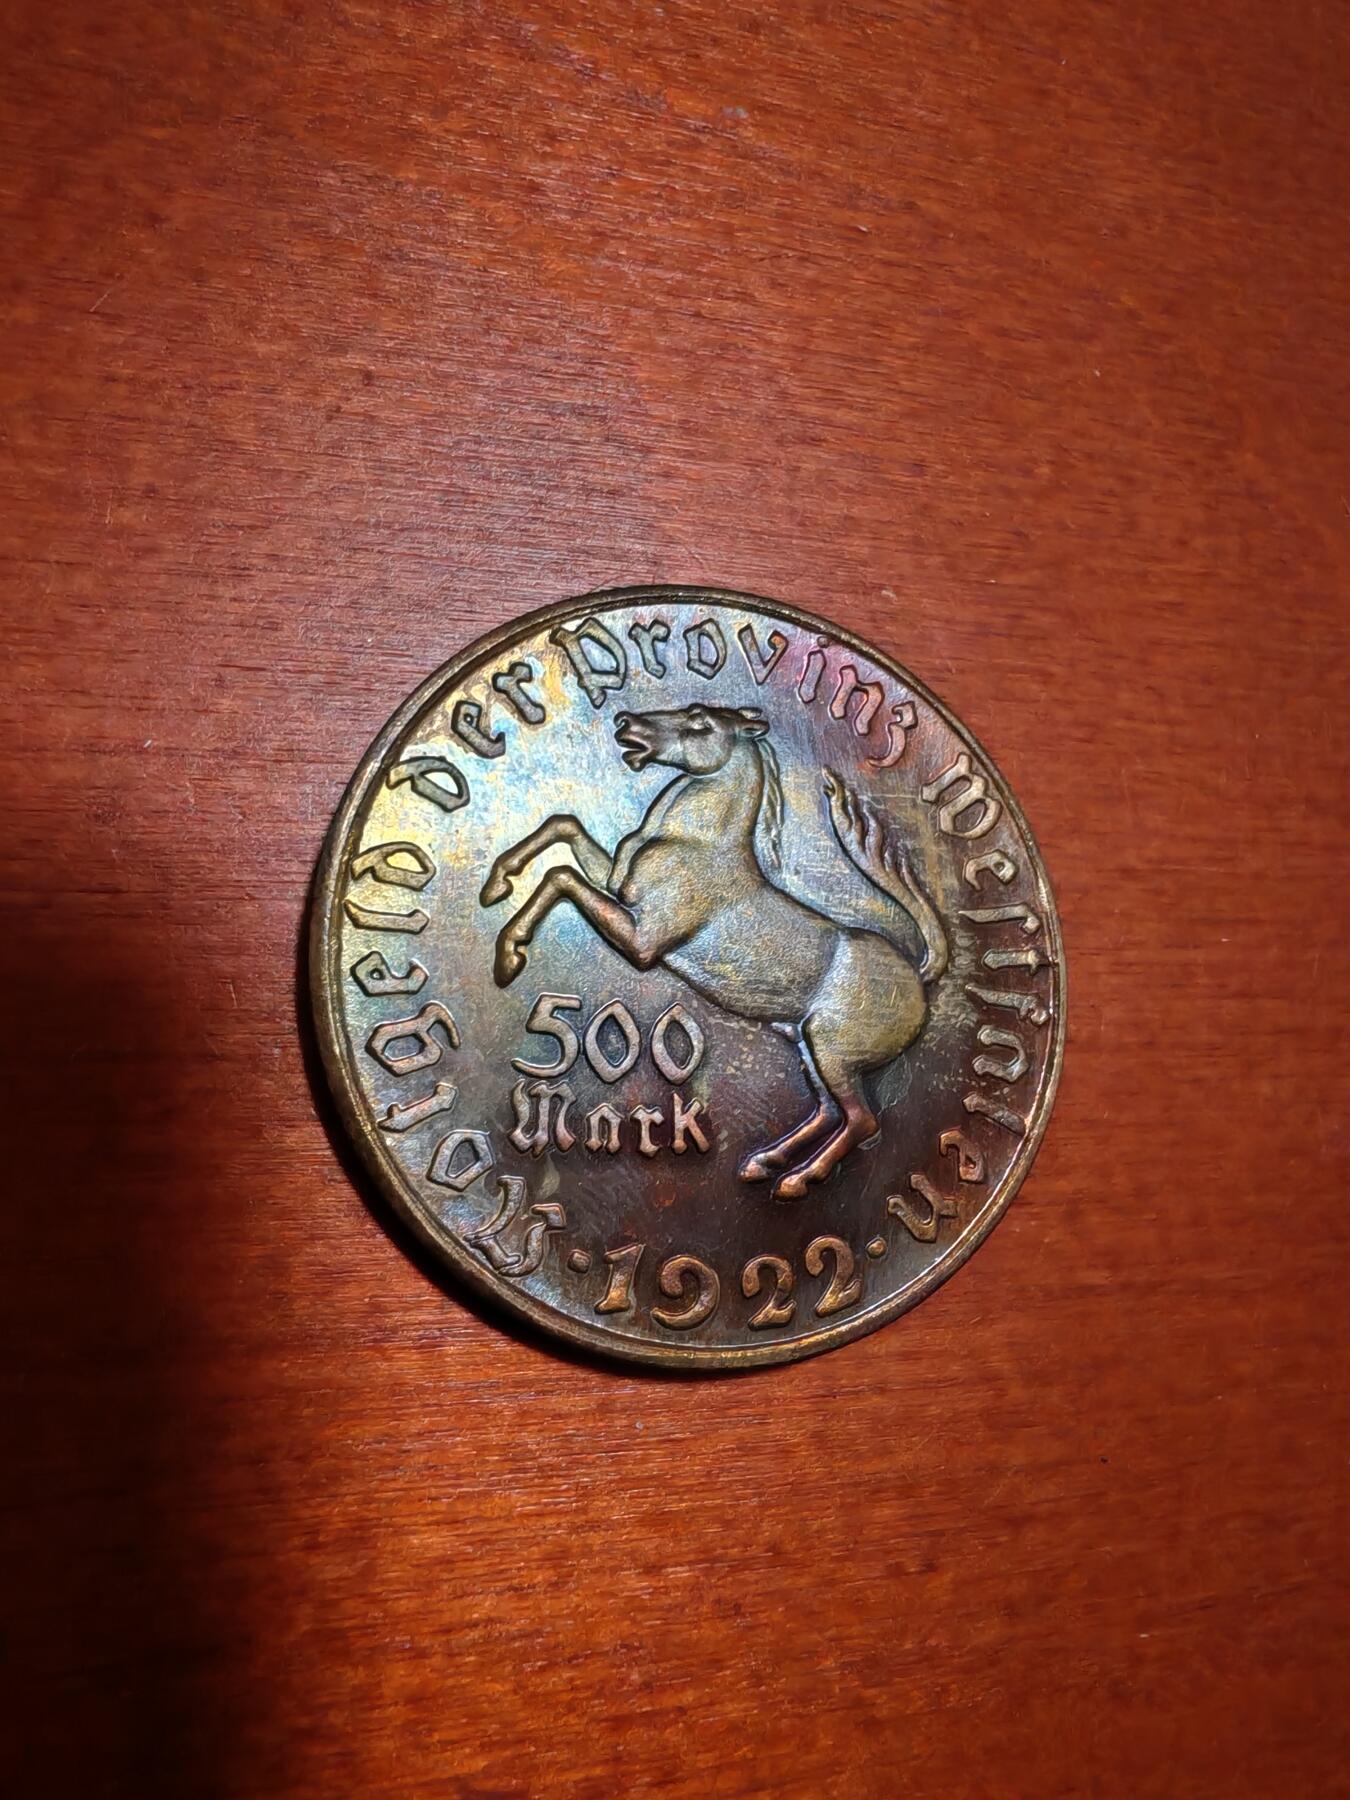 Notgeld der Provinz Westfalen
500
Mark
·1922·